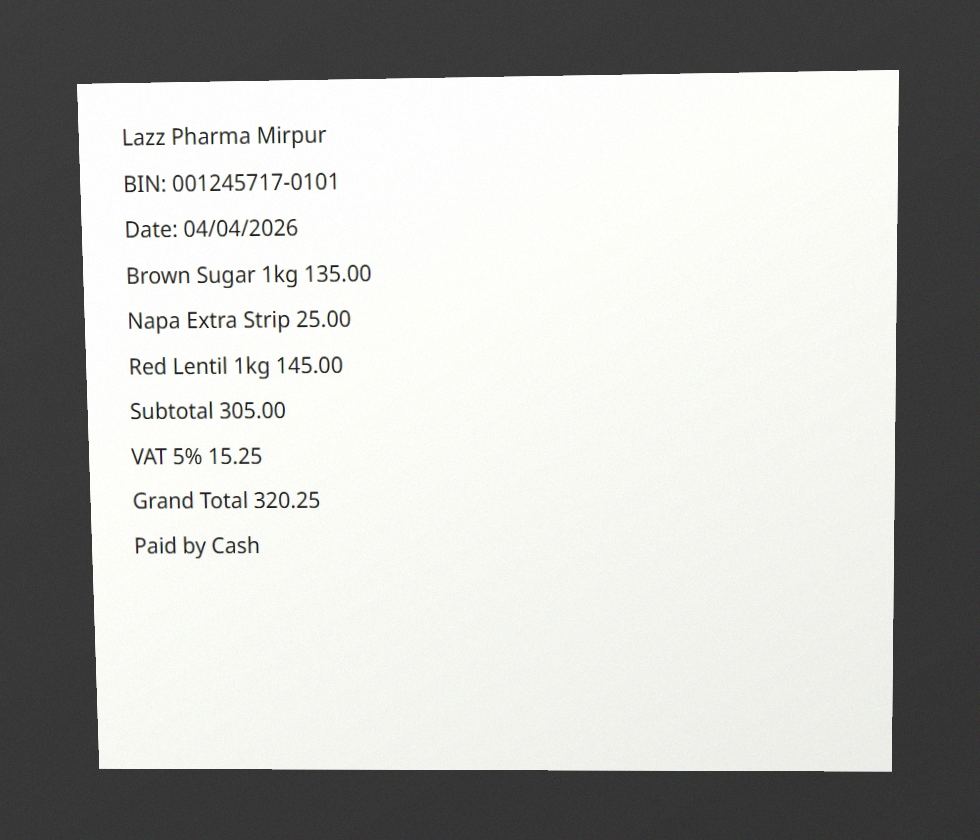 Lazz Pharma Mirpur
BIN: 001245717-0101
Date: 04/04/2026
Brown Sugar 1kg 135.00
Napa Extra Strip 25.00
Red Lentil 1kg 145.00
Subtotal 305.00
VAT 5% 15.25
Grand Total 320.25
Paid by Cash